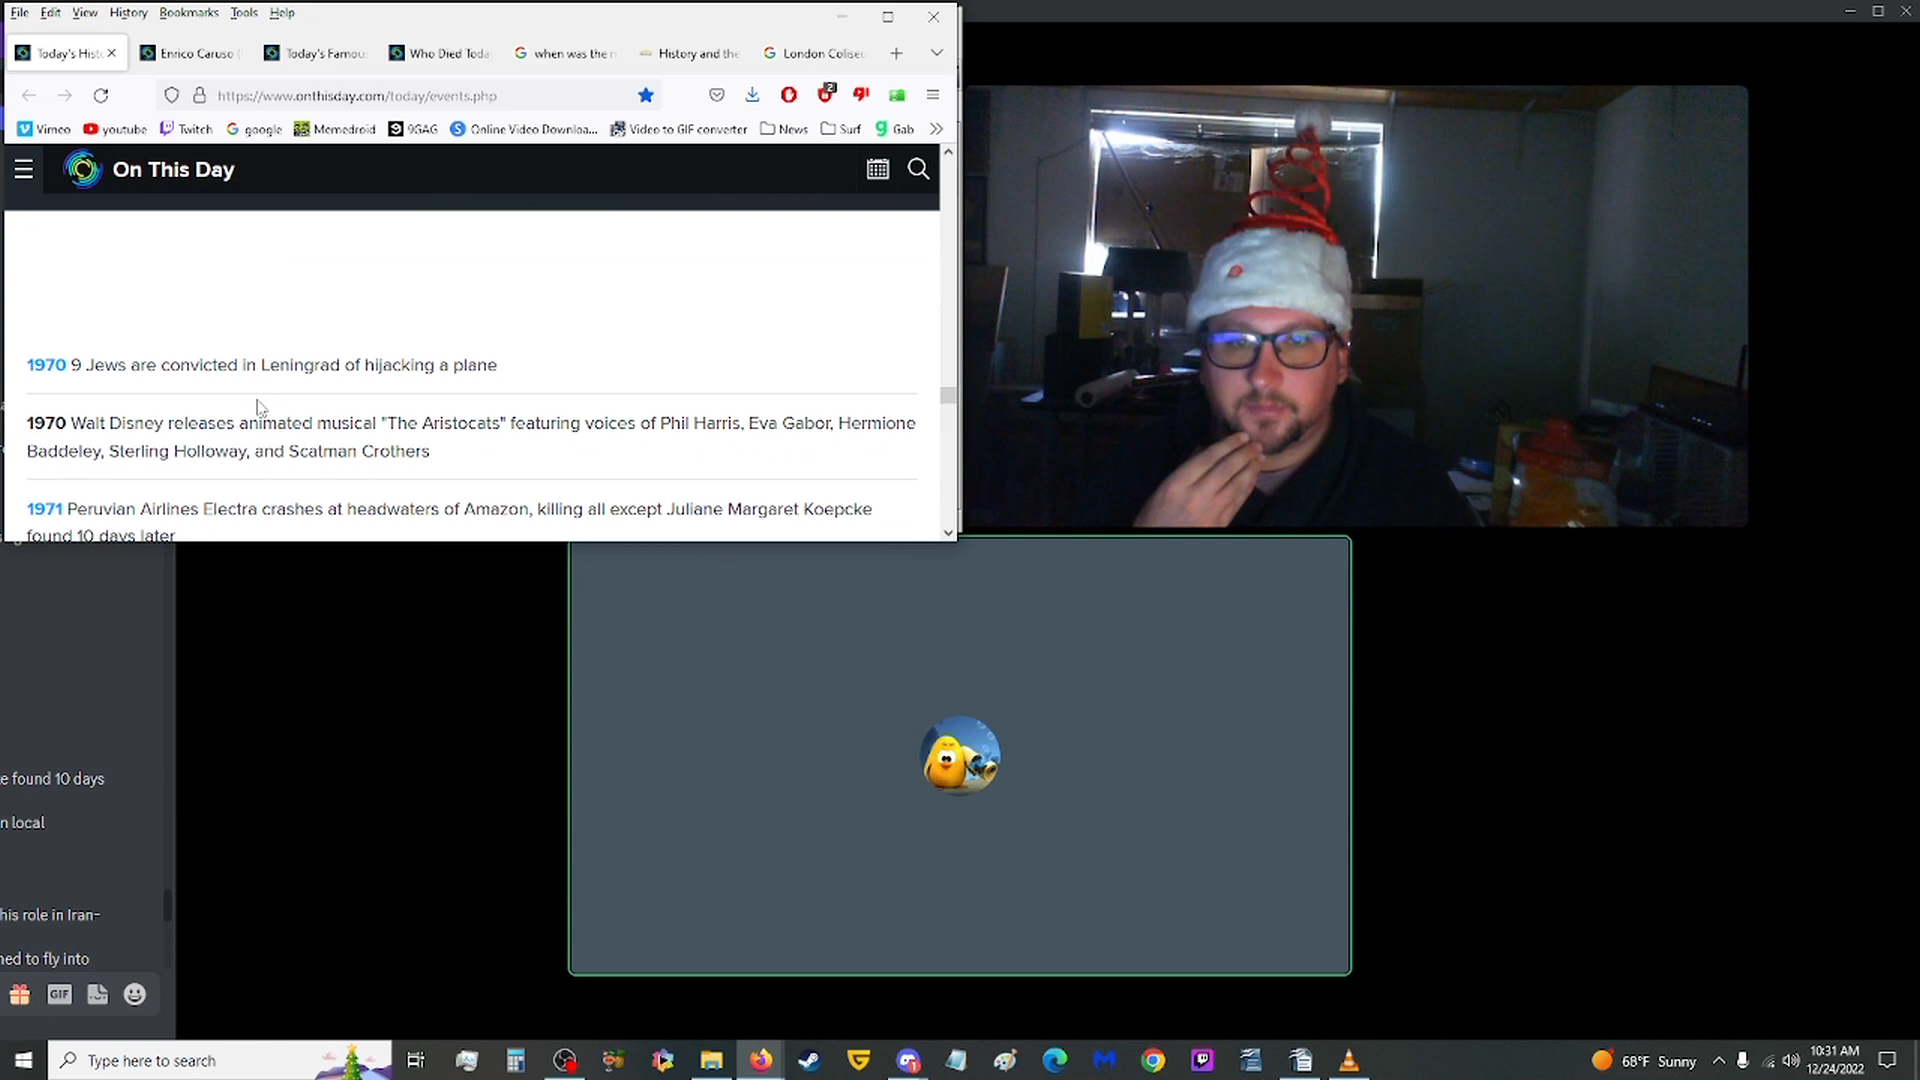 File Edit View History Bookmarks Tools Help
Today's Hist Enrico Caruso ( Today's Famou Who Died Toda when was the n History and the London Coliseu
https://www.onthisday.com/today/events.php
2
Vimeo youtube Twitch google Memedroid 9GAG Online Video Downloa... Video to GIF converter News Surf Gab
On This Day
1970 9 Jews are convicted in Leningrad of hijacking a plane
1970 Walt Disney releases animated musical "The Aristocats" featuring voices of Phil Harris, Eva Gabor, Hermione
Baddeley, Sterling Holloway, and Scatman Crothers
1971 Peruvian Airlines Electra crashes at headwaters of Amazon, killing all except Juliane Margaret Koepcke
found 10 days later
e found 10 days
n local
his role in Iran-
ned to fly into
GIF
Type here to search
68°F Sunny
10:31 AM
12/24/2022